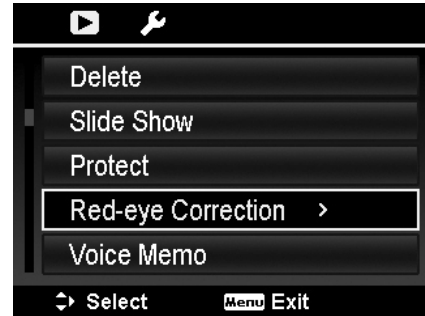 Delete
Slide Show
Protect
Red-eye Correction >
Voice Memo
Select Menu Exit